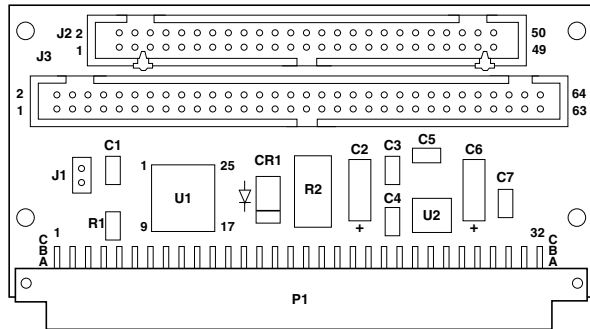 J2 2 50
1 49
J3
2 64
1 63
C1 C2 C3 C5 C6
J1 1 25 CR1 R2 C7
U1
R1 9 17 C4 U2
+ +
C 1 32 C
B B
A A
P1